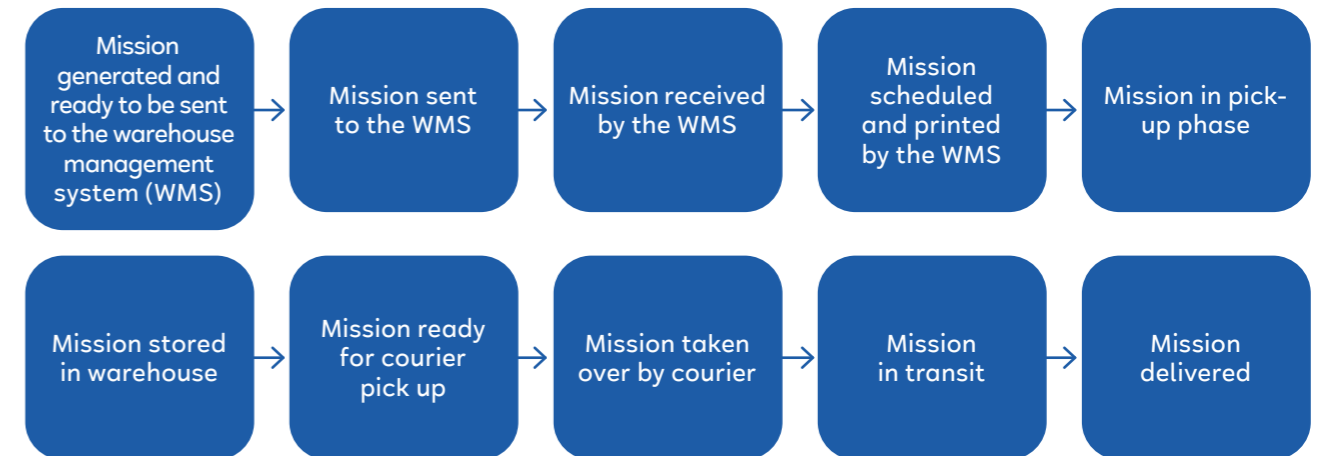 Mission
generated and
ready to be sent
to the warehouse
management
system (WMS)
Mission sent
to the WMS
Mission received
by the WMS
Mission
scheduled
and printed
by the WMS
Mission in pick-
up phase
Mission stored
in warehouse
Mission ready
for courier
pick up
Mission taken
over by courier
Mission
in transit
Mission
delivered